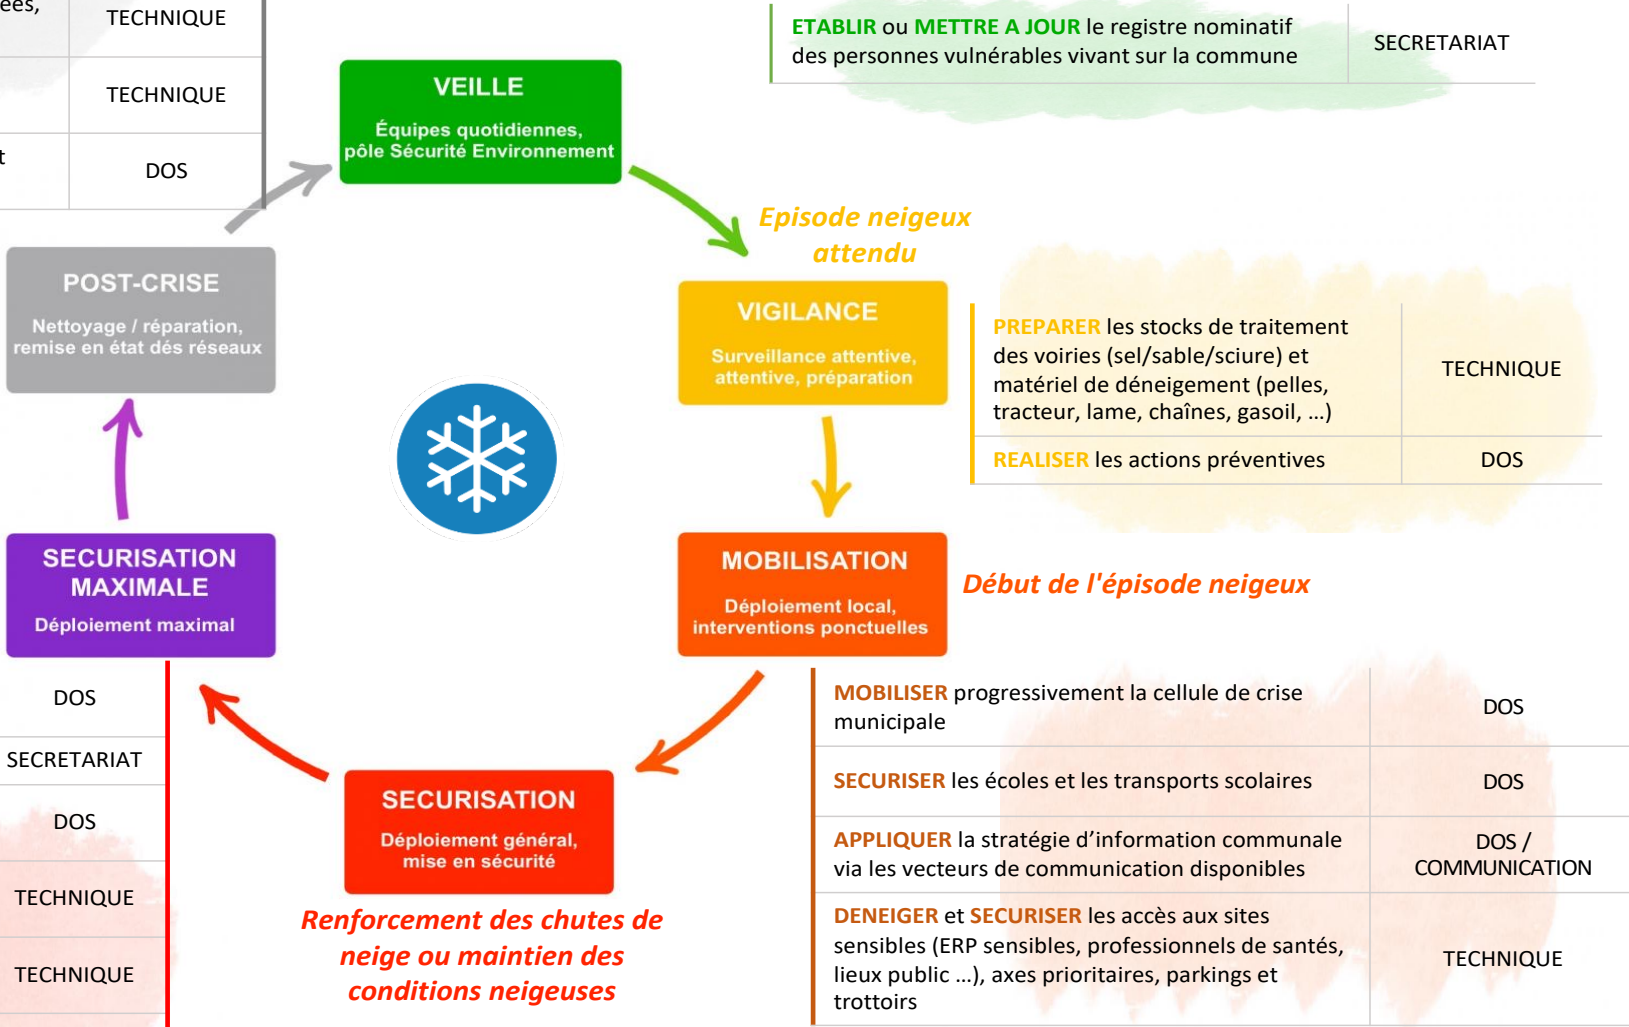 ées,
TECHNIQUE
TECHNIQUE
t
DOS
ETABLIR ou METTRE A JOUR le registre nominatif
des personnes vulnérables vivant sur la commune
SECRETARIAT
VEILLE
Équipes quotidiennes,
pôle Sécurité Environnement
Episode neigeux
attendu
VIGILANCE
Surveillance attentive,
attentive, préparation
PREPARER les stocks de traitement
des voiries (sel/sable/sciure) et
matériel de déneigement (pelles,
tracteur, lame, chaînes, gasoil, ...)
TECHNIQUE
REALISER les actions préventives
DOS
POST-CRISE
Nettoyage / réparation,
remise en état dés réseaux
SECURISATION
MAXIMALE
Déploiement maximal
MOBILISATION
Déploiement local,
interventions ponctuelles
Début de l'épisode neigeux
MOBILISER progressivement la cellule de crise
municipale
DOS
SECURISER les écoles et les transports scolaires
DOS
APPLIQUER la stratégie d’information communale
via les vecteurs de communication disponibles
DOS /
COMMUNICATION
DENEIGER et SECURISER les accès aux sites
sensibles (ERP sensibles, professionnels de santés,
lieux public ...), axes prioritaires, parkings et
trottoirs
TECHNIQUE
SECURISATION
Déploiement général,
mise en sécurité
Renforcement des chutes de
neige ou maintien des
conditions neigeuses
DOS
SECRETARIAT
DOS
TECHNIQUE
TECHNIQUE